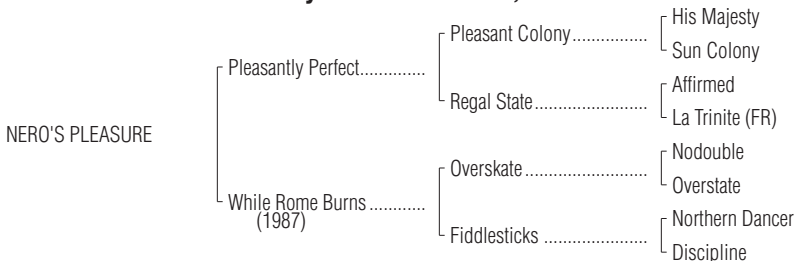 His Majesty
Pleasant Colony...............
Sun Colony
Pleasantly Perfect.............
Affirmed
Regal State.......................
La Trinite (FR)
NERO'S PLEASURE
Nodouble
Overskate.........................
Overstate
While Rome Burns ...........
(1987)
Northern Dancer
Fiddlesticks .....................
Discipline